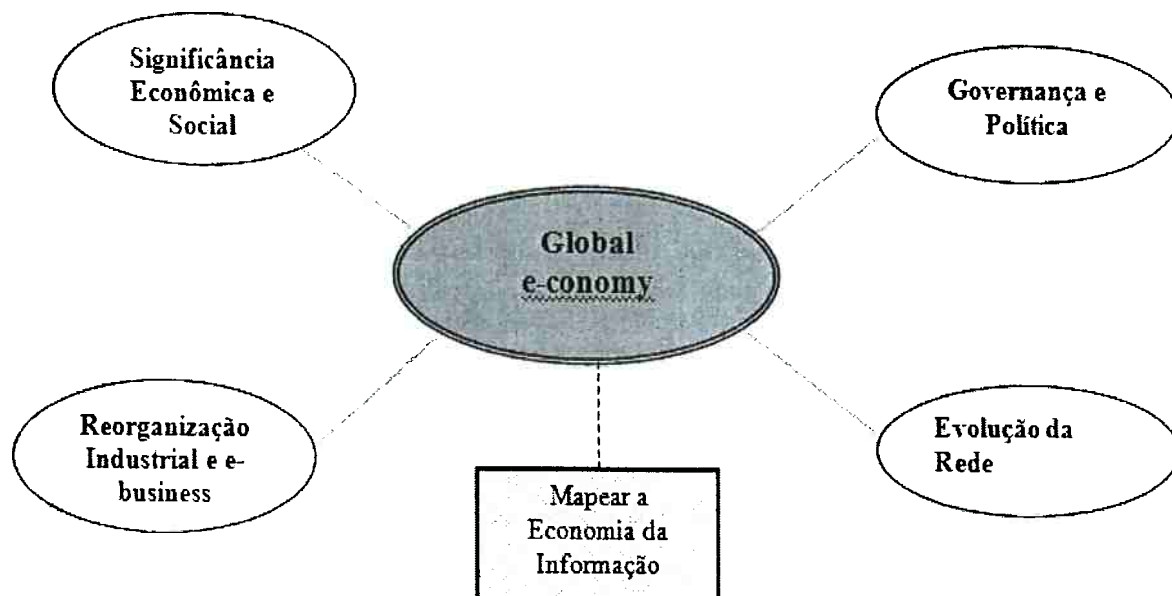 Significância
Econômica e
Social
Governança e
Política
Global
e-conomy
Reorganização
Industrial e e-
business
Evolução da
Rede
Mapear a
Economia da
Informação